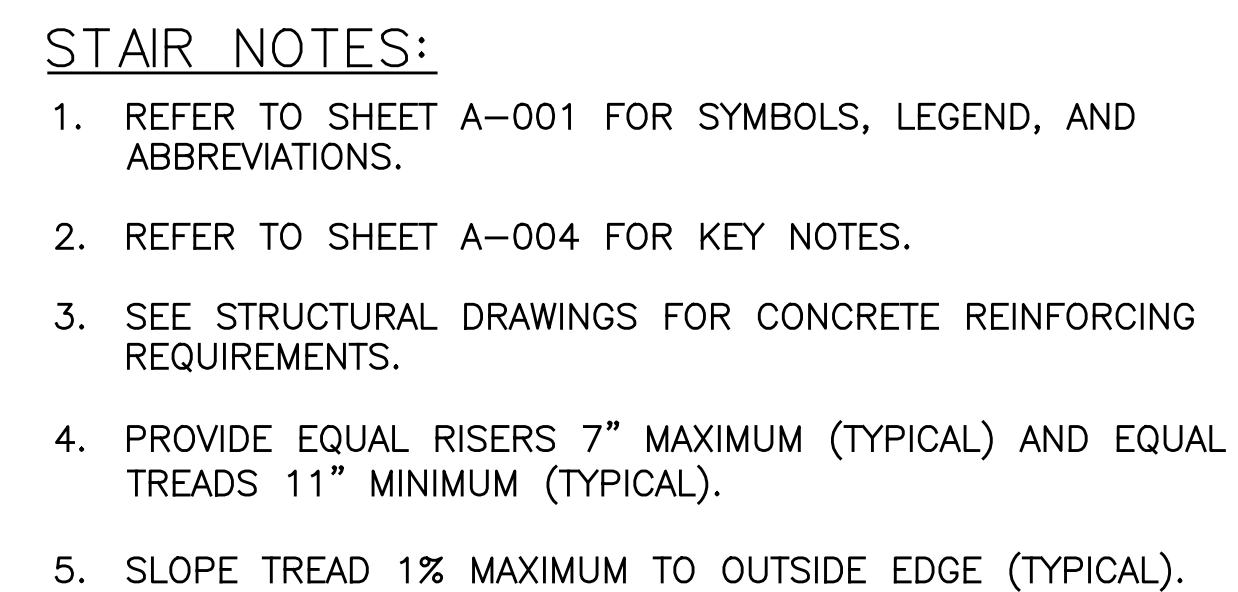 STAIR NOTES:
1. REFER TO SHEET A-001 FOR SYMBOLS, LEGEND, AND
ABBREVIATIONS.
2. REFER TO SHEET A-004 FOR KEY NOTES.
3. SEE STRUCTURAL DRAWINGS FOR CONCRETE REINFORCING
REQUIREMENTS.
4. PROVIDE EQUAL RISERS 7” MAXIMUM (TYPICAL) AND EQUAL
TREADS 11” MINIMUM (TYPICAL).
5. SLOPE TREAD 1% MAXIMUM TO OUTSIDE EDGE (TYPICAL).